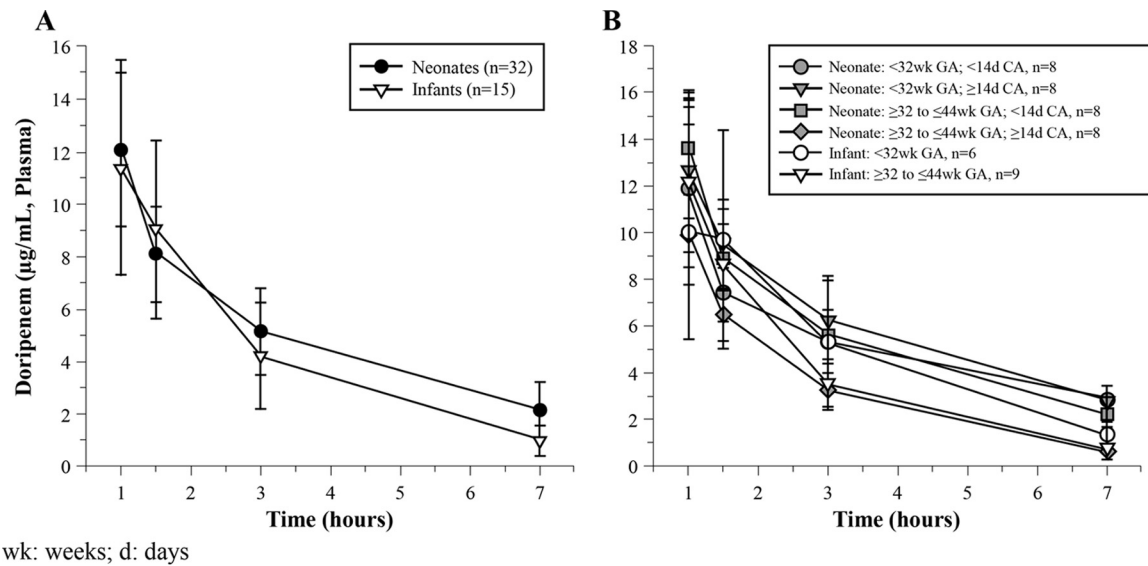 A
16
14
12
10
8
6
4
2
0
Doripenem (µg/mL, Plasma)
Neonates (n=32)
Infants (n=15)
1 2 3 4 5 6 7
Time (hours)
B
18
16
14
12
10
8
6
4
2
0
Neonate: <32wk GA; <14d CA, n=8
Neonate: <32wk GA; ≥14d CA, n=8
Neonate: ≥32 to ≤44wk GA; <14d CA, n=8
Neonate: ≥32 to ≤44wk GA; ≥14d CA, n=8
Infant: <32wk GA, n=6
Infant: ≥32 to ≤44wk GA, n=9
1 2 3 4 5 6 7
Time (hours)
wk: weeks; d: days